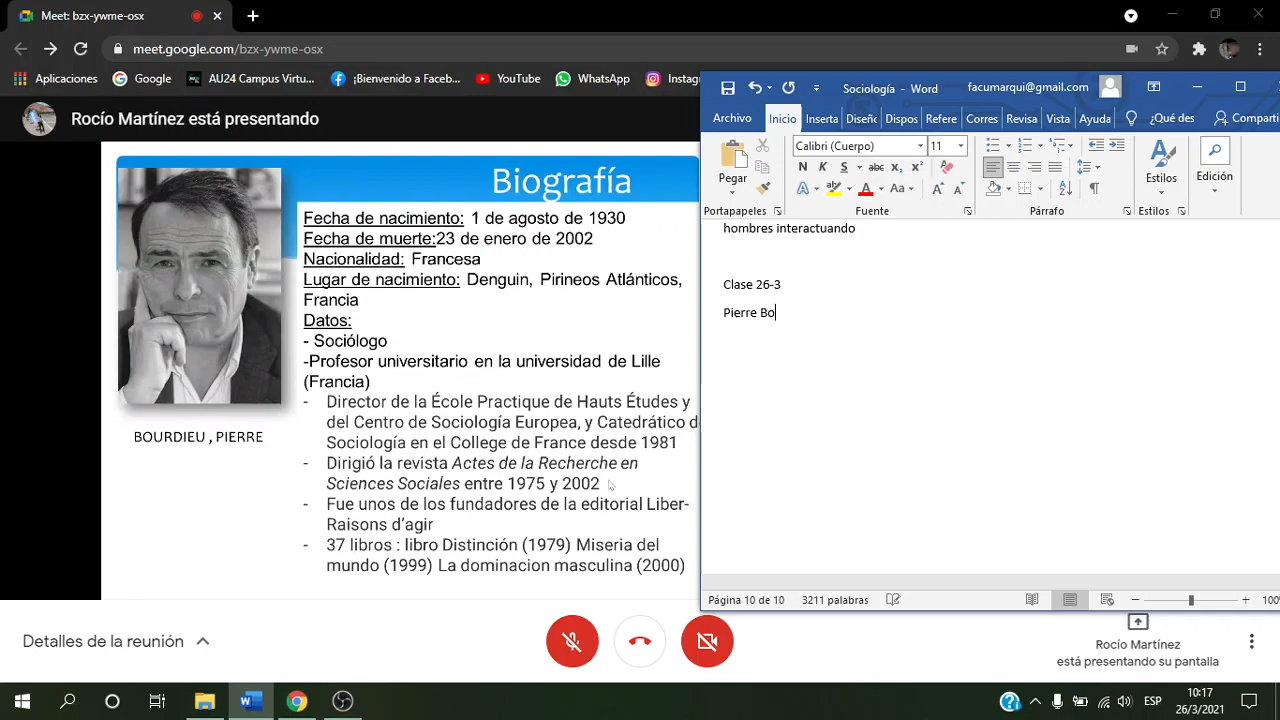 Meet: bzx-ywme-osx
meet.google.com/bzx-ywme-osx
Aplicaciones Google AU24 Campus Virtu... ¡Bienvenido a Faceb... YouTube WhatsApp Instag
Rocío Martínez está presentando
Biografía
Fecha de nacimiento: 1 de agosto de 1930
Fecha de muerte:23 de enero de 2002
Nacionalidad: Francesa
Lugar de nacimiento: Denguin, Pirineos Atlánticos,
Francia
Datos:
- Sociólogo
-Profesor universitario en la universidad de Lille
(Francia)
- Director de la École Practique de Hauts Études y
del Centro de Sociología Europea, y Catedrático d
Sociología en el College de France desde 1981
- Dirigió la revista Actes de la Recherche en
Sciences Sociales entre 1975 y 2002
- Fue unos de los fundadores de la editorial Liber-
Raisons d'agir
- 37 libros : libro Distinción (1979) Miseria del
mundo (1999) La dominacion masculina (2000)
BOURDIEU , PIERRE
Sociología - Word facumarqui@gmail.com
Archivo Inicio Inserta Diseño Dispos Refere Corres Revisa Vista Ayuda ¿Qué des Comparti
Pegar
Calibri (Cuerpo) 11
N K S abc x₂ x²
A A Aa A A
Estilos
Edición
Portapapeles Fuente Párrafo Estilos
hombres interactuando
Clase 26-3
Pierre Bo
Página 10 de 10 3211 palabras 100
Detalles de la reunión
Rocío Martínez
está presentando su pantalla
ESP
10:17
26/3/2021